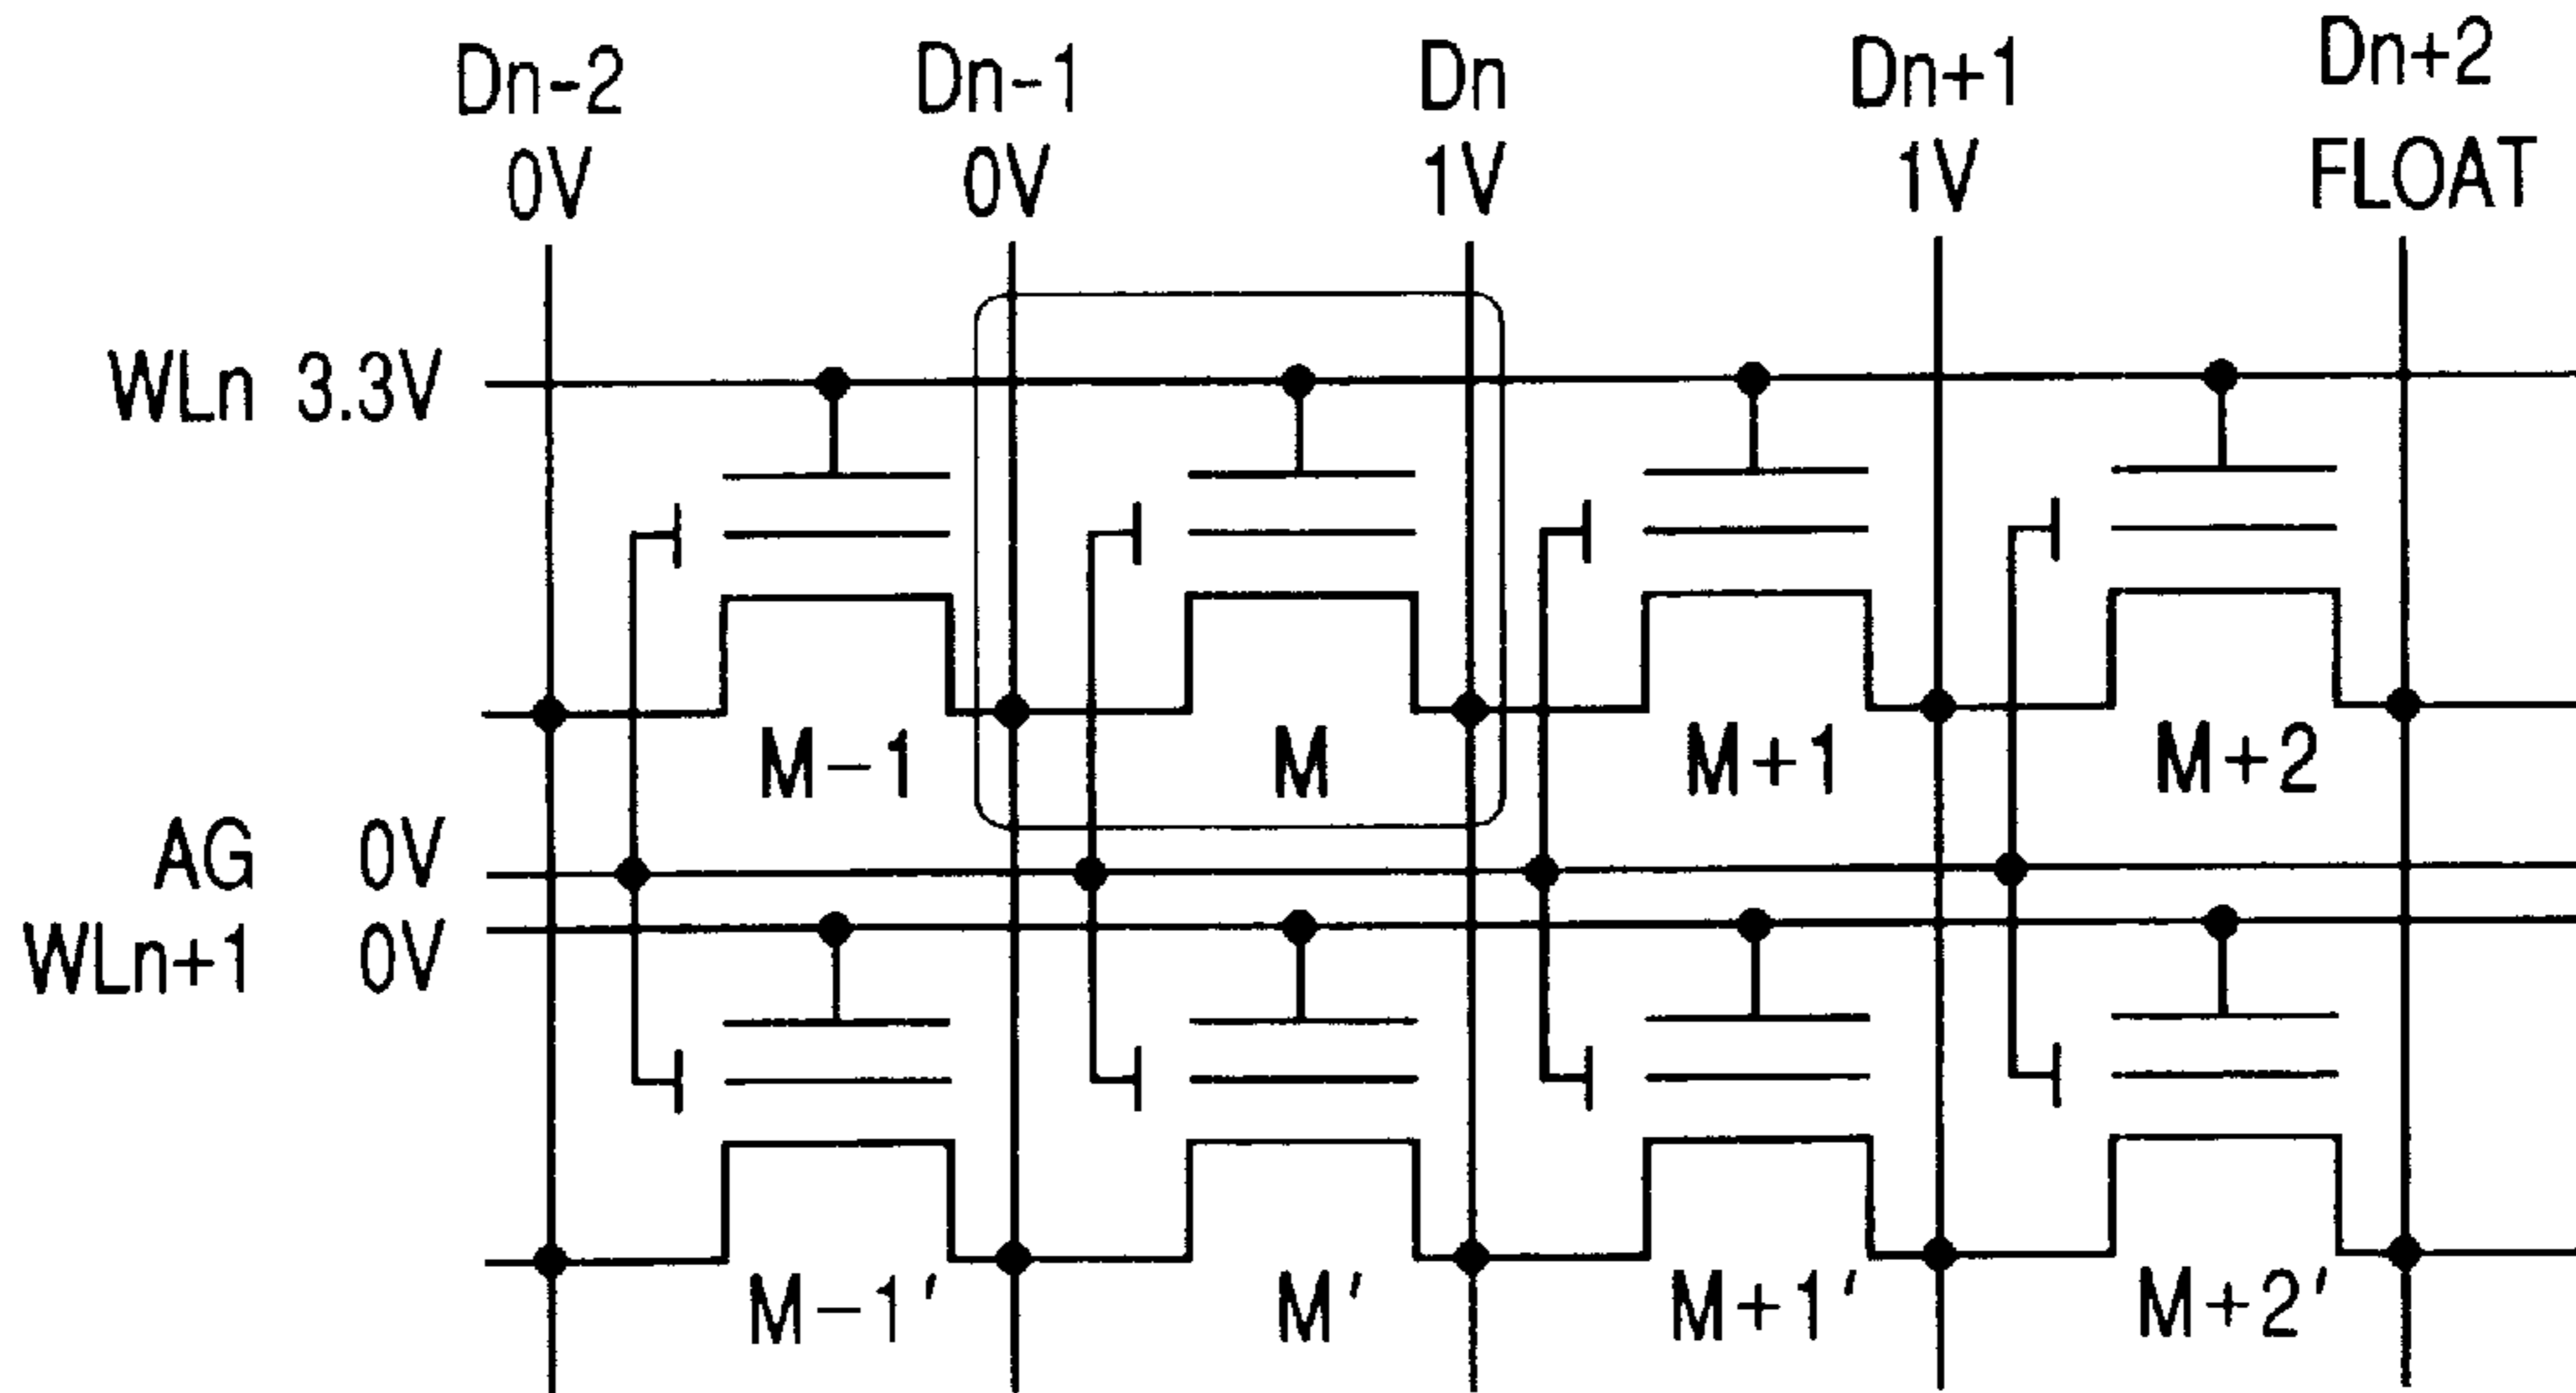 Dn-2 Dn-1 Dn Dn+1 Dn+2
0V 0V 1V 1V FLOAT
WLn 3.3V
M-1 M M+1 M+2
AG 0V
WLn+1 0V
M-1' M' M+1' M+2'